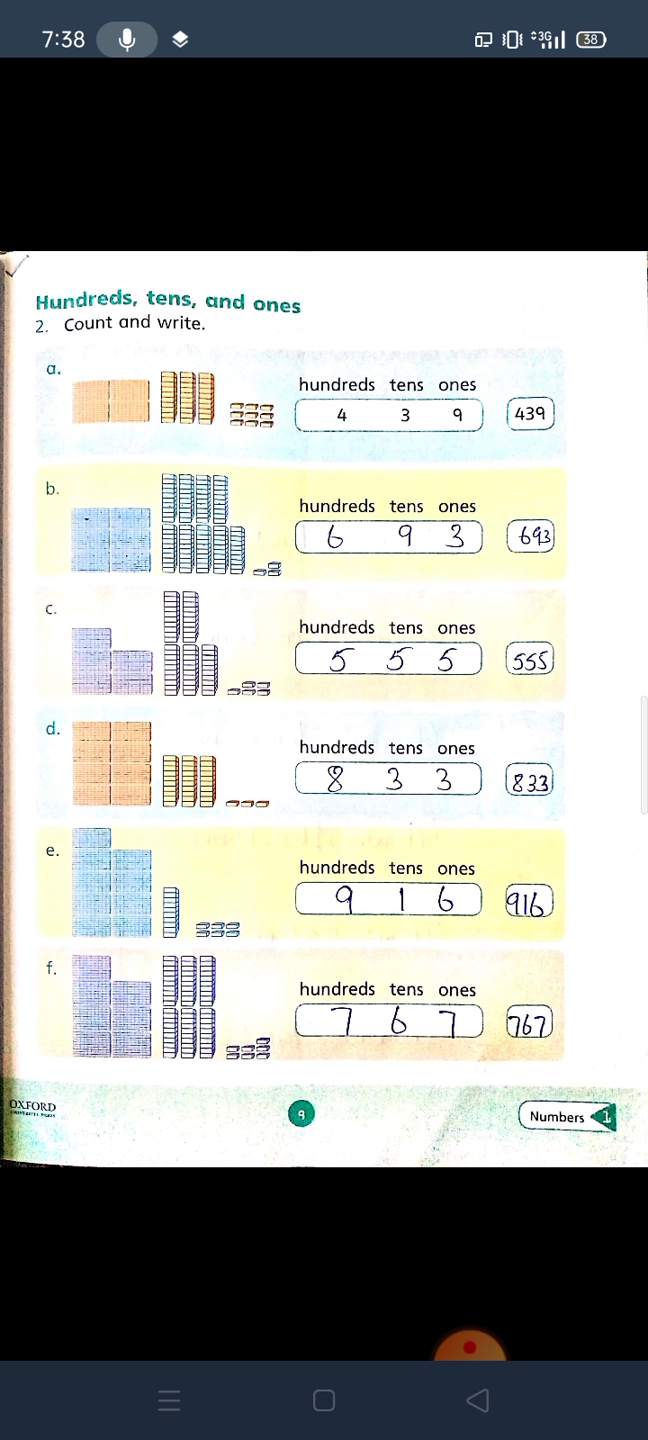 7:38 3G 38
Hundreds, tens, and ones
2. Count and write.
a.
hundreds tens ones
4 3 9 439
b.
hundreds tens ones
6 9 3 693
c.
hundreds tens ones
5 5 5 555
d.
hundreds tens ones
8 3 3 833
e.
hundreds tens ones
9 1 6 916
f.
hundreds tens ones
7 6 7 767
OXFORD
UNIVERSITY PRESS
9
Numbers 1